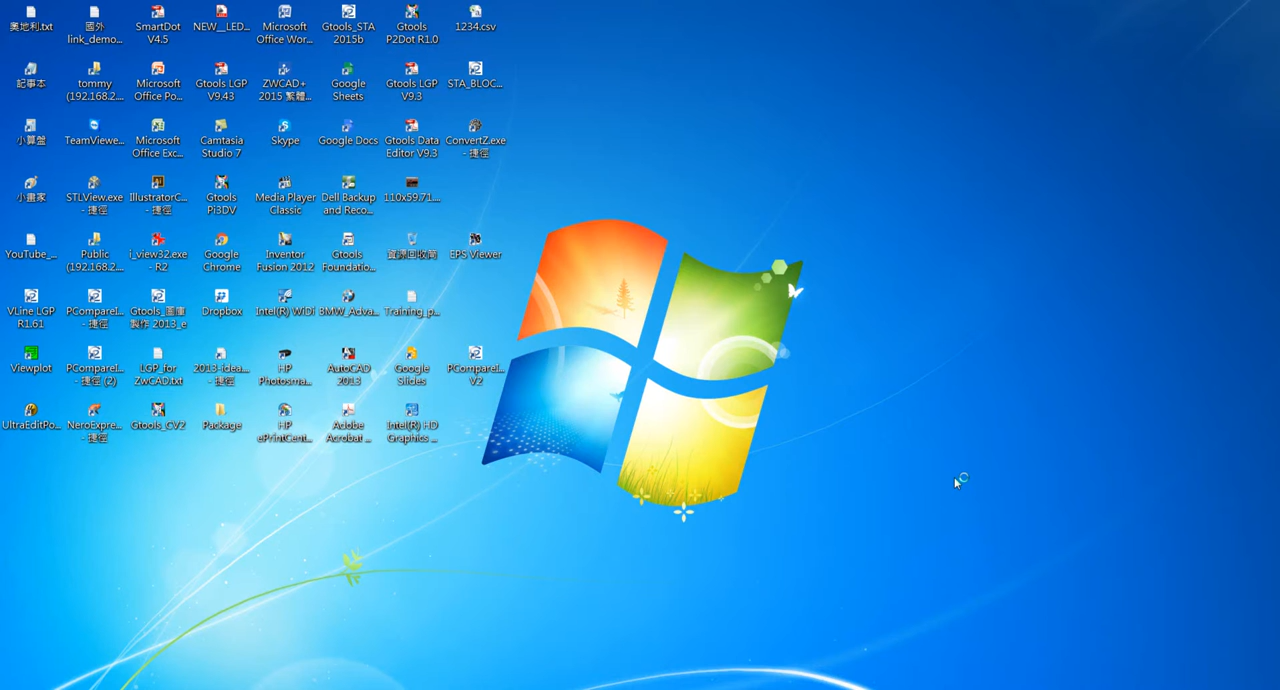 奧地利.txt
國外
link_demo...
SmartDot
V4.5
NEW__LED...
Microsoft
Office Wor...
Gtools_STA
2015b
Gtools
P2Dot R1.0
1234.csv
記事本
tommy
(192.168.2....
Microsoft
Office Po...
Gtools LGP
V9.43
ZWCAD+
2015 繁體...
Google
Sheets
Gtools LGP
V9.3
STA_BLOC...
小算盤
TeamViewe...
Microsoft
Office Exc...
Camtasia
Studio 7
Skype
Google Docs
Gtools Data
Editor V9.3
ConvertZ.exe
- 捷徑
小畫家
STLView.exe
- 捷徑
IllustratorC...
- 捷徑
Gtools
Pi3DV
Media Player
Classic
Dell Backup
and Reco...
110x59.71....
YouTube_...
Public
(192.168.2....
i_view32.exe
- R2
Google
Chrome
Inventor
Fusion 2012
Gtools
Foundatio...
資源回收筒
EPS Viewer
VLine LGP
R1.61
PCompareI...
- 捷徑
Gtools_圖庫
製作 2013_e
Dropbox
Intel(R) WiDi
BMW_Adva...
Training_p...
Viewplot
PCompareI...
- 捷徑 (2)
LGP_for
ZwCAD.txt
2013-idea...
- 捷徑
HP
Photosma...
AutoCAD
2013
Google
Slides
PCompareI...
V2
UltraEditPo...
NeroExpre...
- 捷徑
Gtools_CV2
Package
HP
ePrintCent...
Adobe
Acrobat ...
Intel(R) HD
Graphics ...